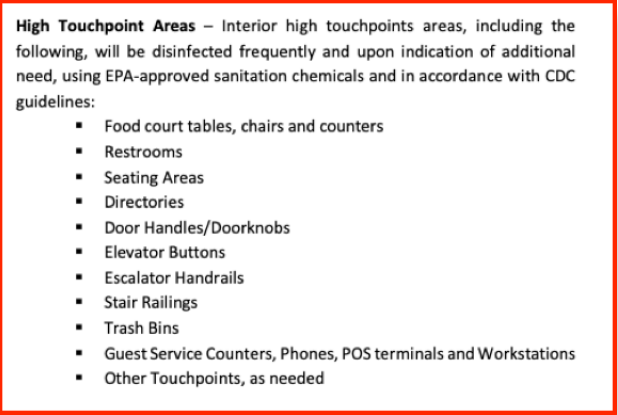 High Touchpoint Areas – Interior high touchpoints areas, including the
following, will be disinfected frequently and upon indication of additional
need, using EPA-approved sanitation chemicals and in accordance with CDC
guidelines:
▪ Food court tables, chairs and counters
▪ Restrooms
▪ Seating Areas
▪ Directories
▪ Door Handles/Doorknobs
▪ Elevator Buttons
▪ Escalator Handrails
▪ Stair Railings
▪ Trash Bins
▪ Guest Service Counters, Phones, POS terminals and Workstations
▪ Other Touchpoints, as needed